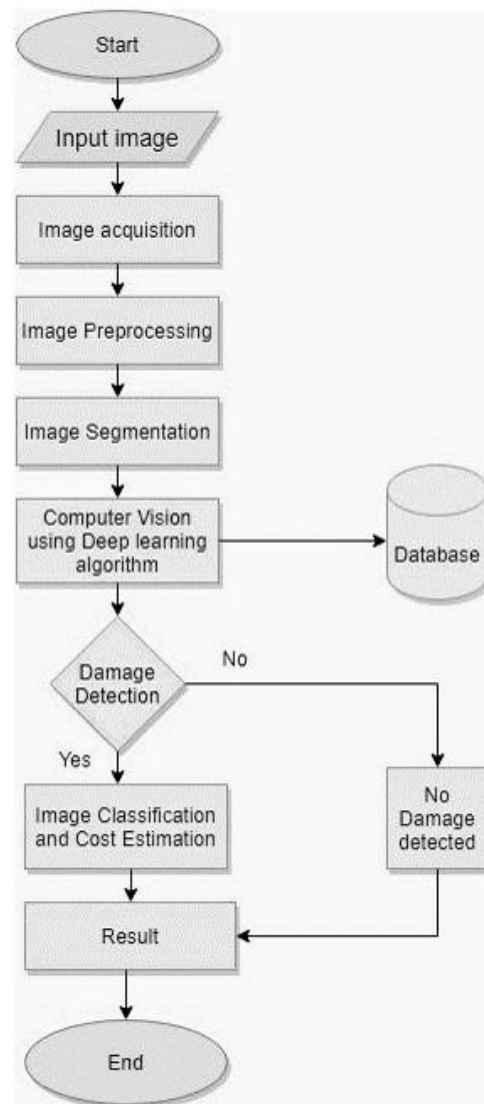 Start
Input image
Image acquisition
Image Preprocessing
Image Segmentation
Computer Vision
using Deep learning
algorithm
Database
Damage
Detection
No
Yes
Image Classification
and Cost Estimation
No
Damage
detected
Result
End